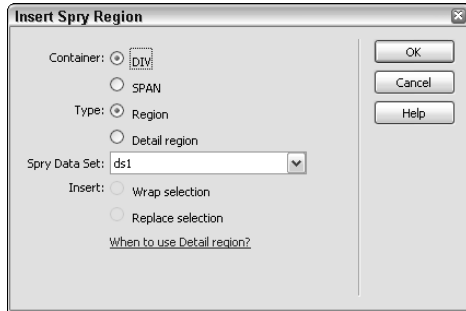 Insert Spry Region
Container: DIV
SPAN
Type: Region
Detail region
Spry Data Set: ds1
Insert: Wrap selection
Replace selection
When to use Detail region?
OK
Cancel
Help